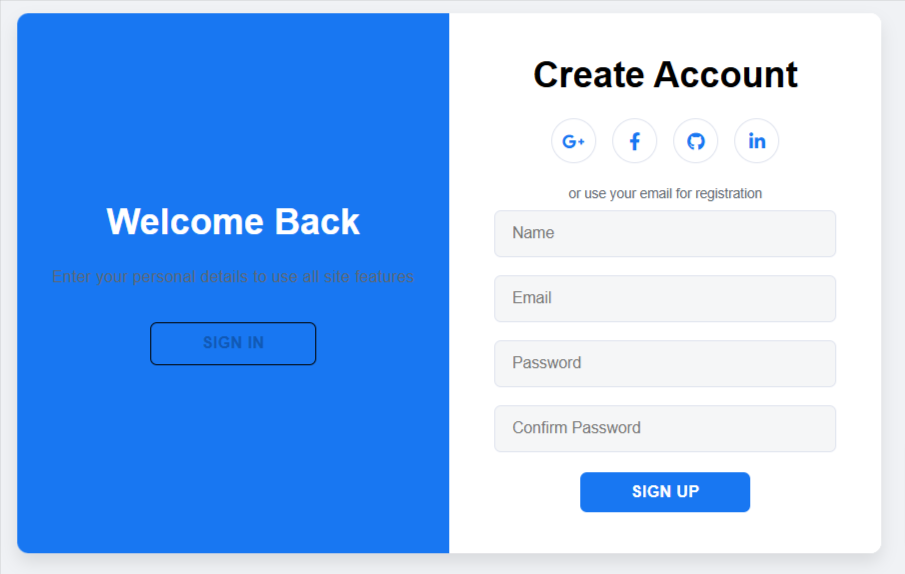 Welcome Back
Enter your personal details to use all site features
SIGN IN
Create Account
G+
f
in
or use your email for registration
Name
Email
Password
Confirm Password
SIGN UP